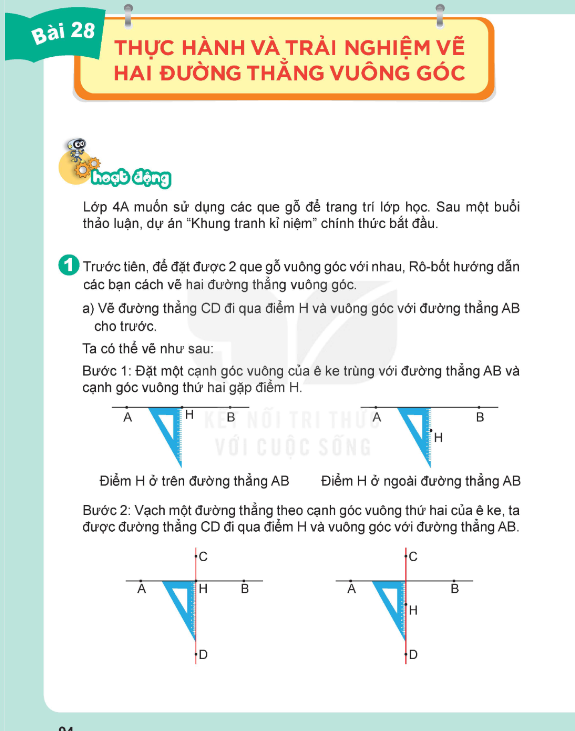 Bài 28
THỰC HÀNH VÀ TRẢI NGHIỆM VẼ
HAI ĐƯỜNG THẲNG VUÔNG GÓC
hoạt động
Lớp 4A muốn sử dụng các que gỗ để trang trí lớp học. Sau một buổi
thảo luận, dự án “Khung tranh kỉ niệm” chính thức bắt đầu.
1 Trước tiên, để đặt được 2 que gỗ vuông góc với nhau, Rô-bốt hướng dẫn
các bạn cách vẽ hai đường thẳng vuông góc.
a) Vẽ đường thẳng CD đi qua điểm H và vuông góc với đường thẳng AB
cho trước.
Ta có thể vẽ như sau:
Bước 1: Đặt một cạnh góc vuông của ê ke trùng với đường thẳng AB và
cạnh góc vuông thứ hai gặp điểm H.
A H B A B
H
KẾT NỐI TRI THỨC
VỚI CUỘC SỐNG
Điểm H ở trên đường thẳng AB Điểm H ở ngoài đường thẳng AB
Bước 2: Vạch một đường thẳng theo cạnh góc vuông thứ hai của ê ke, ta
được đường thẳng CD đi qua điểm H và vuông góc với đường thẳng AB.
C C
A H B A B
H
D D